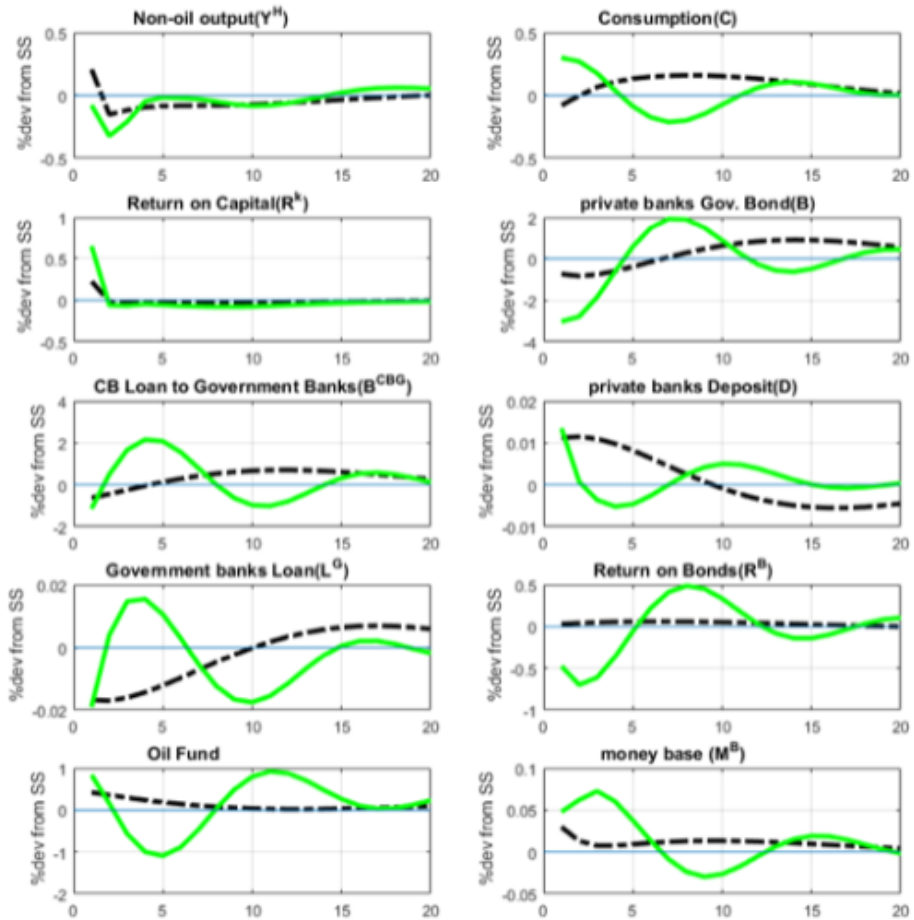 Non-oil output(Y^H)
%dev from SS
0.5
0
-0.5
0 5 10 15 20
Consumption(C)
%dev from SS
0.5
0
-0.5
0 5 10 15 20
Return on Capital(R^k)
%dev from SS
1
0.5
0
-0.5
0 5 10 15 20
private banks Gov. Bond(B)
%dev from SS
2
0
-2
-4
0 5 10 15 20
CB Loan to Government Banks(B^CBG)
%dev from SS
4
2
0
-2
0 5 10 15 20
private banks Deposit(D)
%dev from SS
0.02
0.01
0
-0.01
0 5 10 15 20
Government banks Loan(L^G)
%dev from SS
0.02
0
-0.02
0 5 10 15 20
Return on Bonds(R^B)
%dev from SS
0.5
0
-0.5
-1
0 5 10 15 20
Oil Fund
%dev from SS
1
0
-1
-2
0 5 10 15 20
money base (M^B)
%dev from SS
0.1
0.05
0
-0.05
0 5 10 15 20